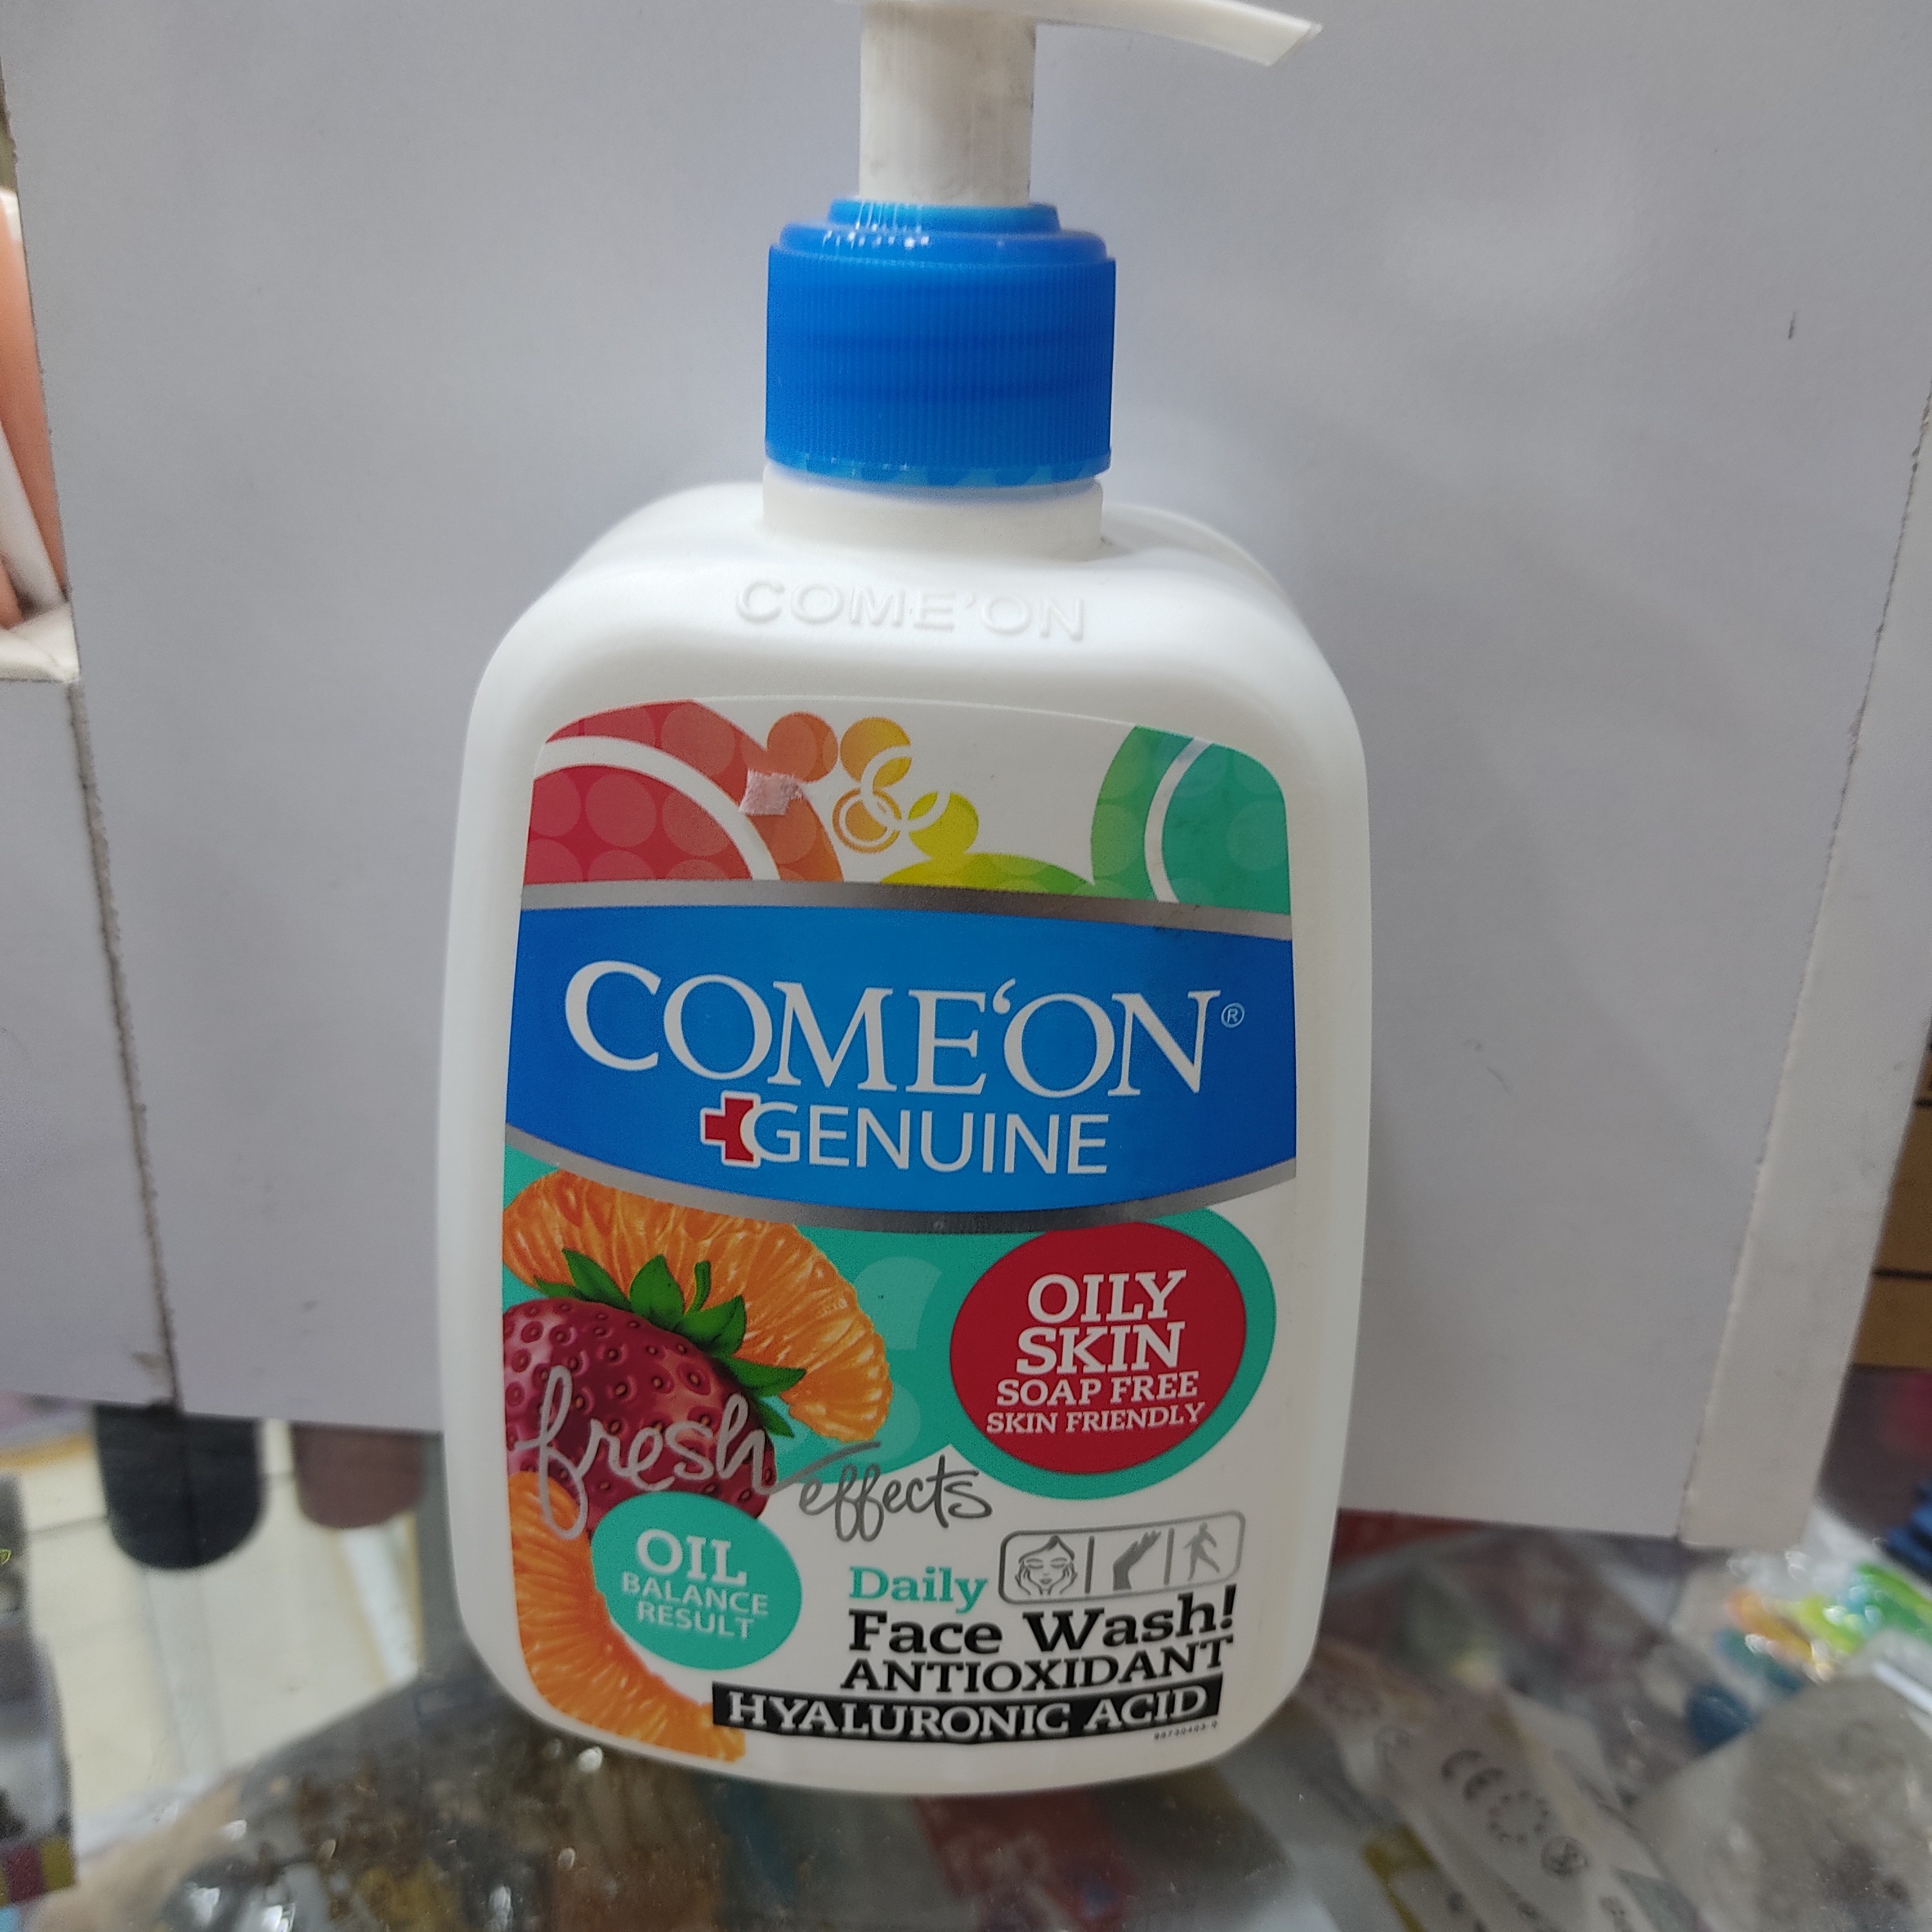 COME'ON
COME‘ON®
GENUINE
OILY
SKIN
SOAP FREE
SKIN FRIENDLY
fresh
effects
OIL
BALANCE
RESULT
Daily
Face Wash!
ANTIOXIDANT
HYALURONIC ACID
CE